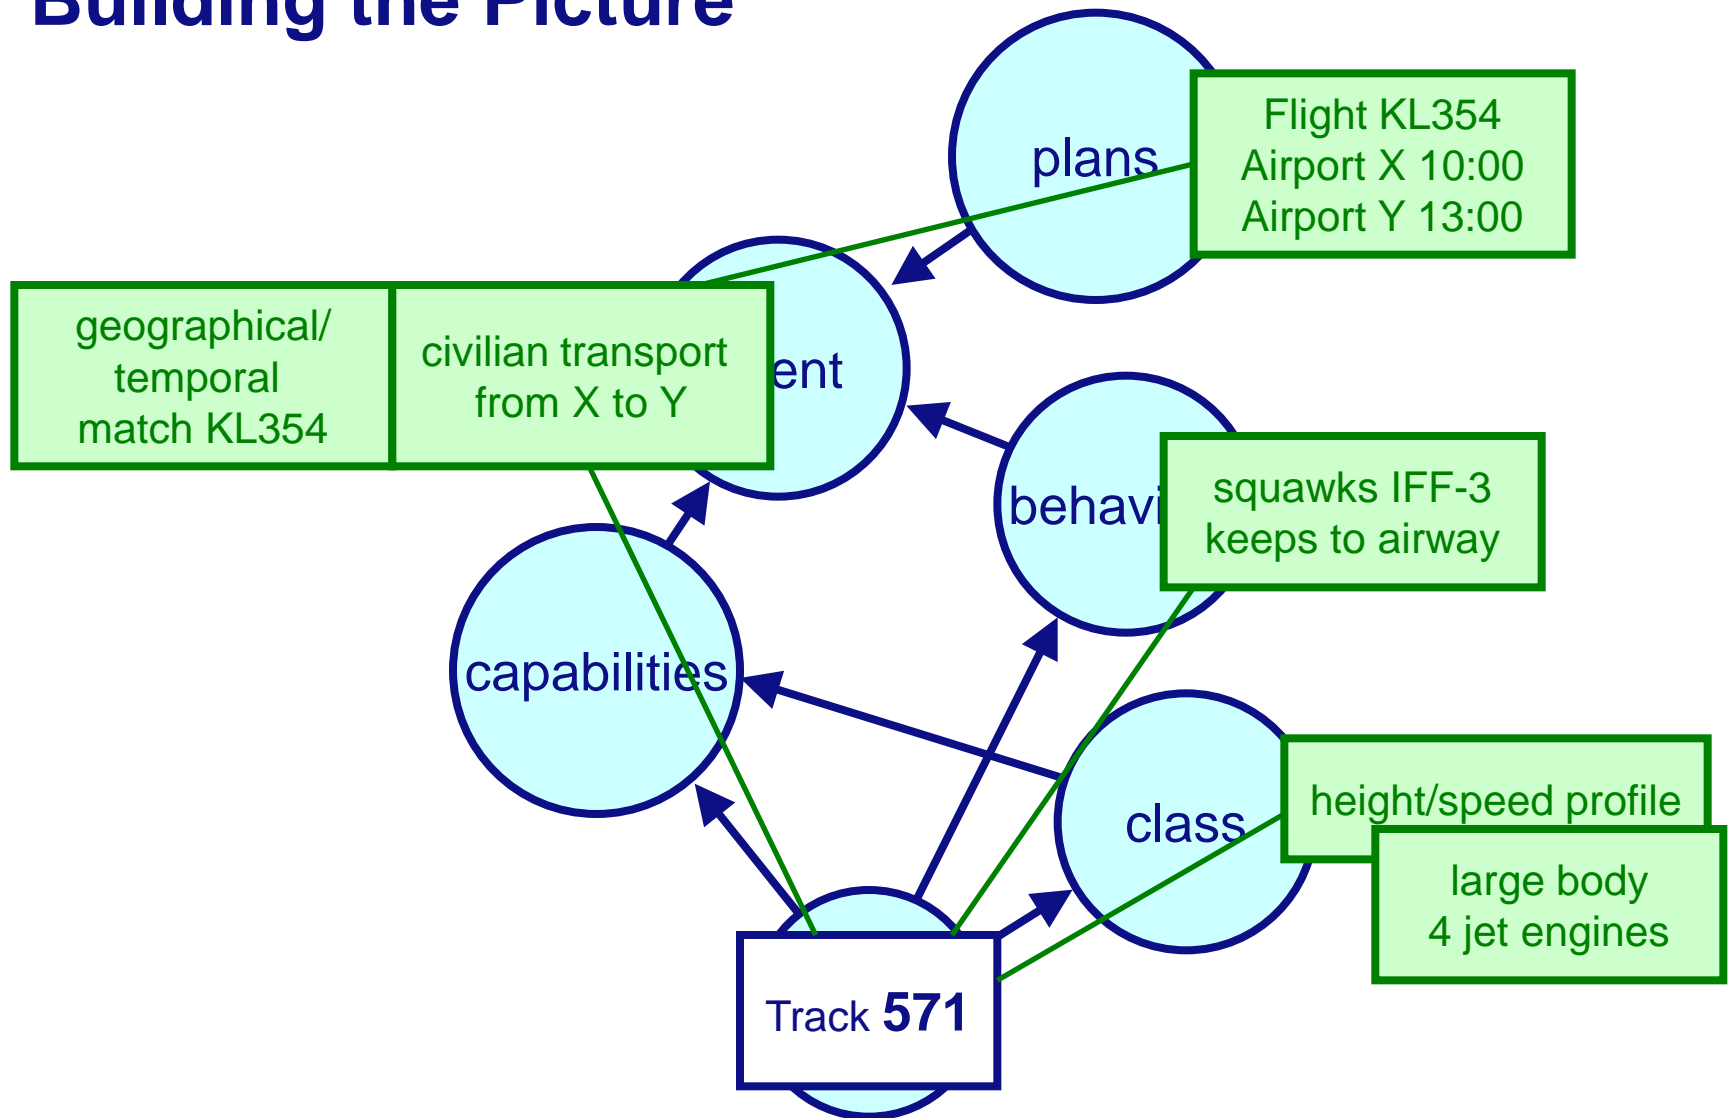 Building the Picture
plans
Flight KL354
Airport X 10:00
Airport Y 13:00
geographical/
temporal
match KL354
civilian transport
from X to Y
ent
behavi
squawks IFF-3
keeps to airway
capabilities
class
height/speed profile
large body
4 jet engines
Track 571